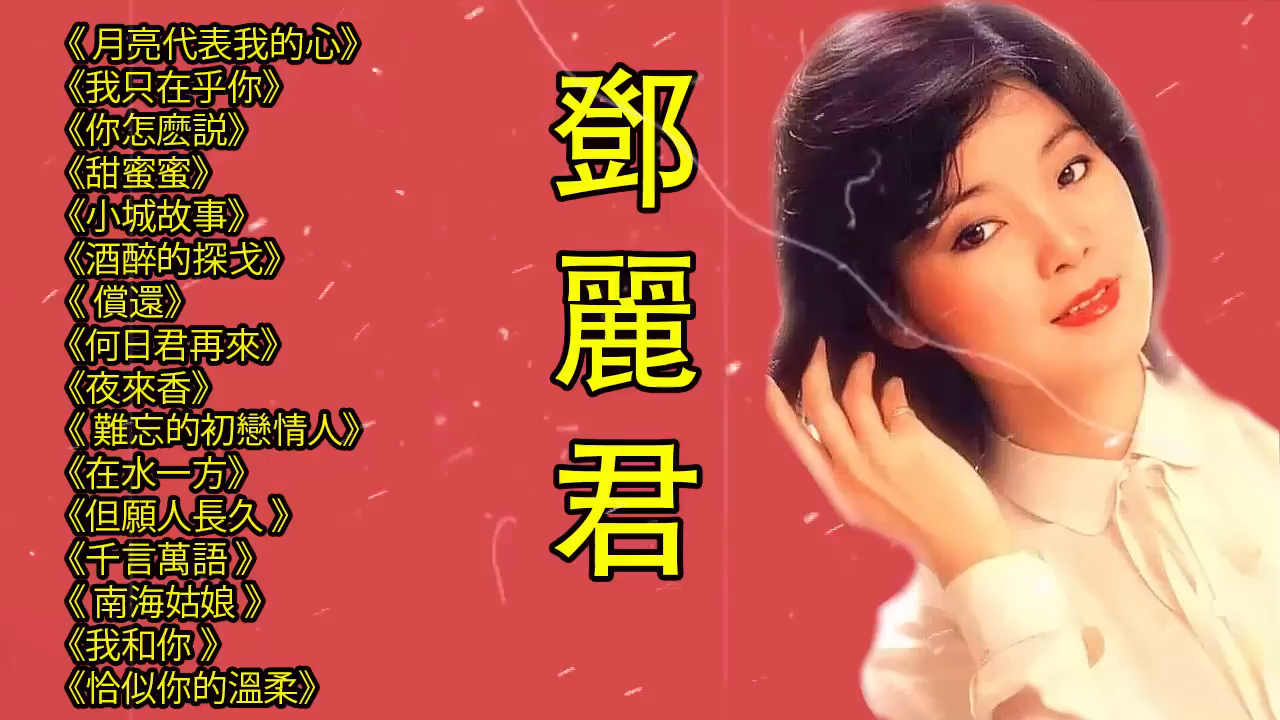 《月亮代表我的心》
《我只在乎你》
《你怎麽説》
《甜蜜蜜》
《小城故事》
《酒醉的探戈》
《償還》
《何日君再來》
《夜來香》
《難忘的初戀情人》
《在水一方》
《但願人長久》
《千言萬語》
《南海姑娘》
《我和你》
《恰似你的溫柔》
鄧麗君